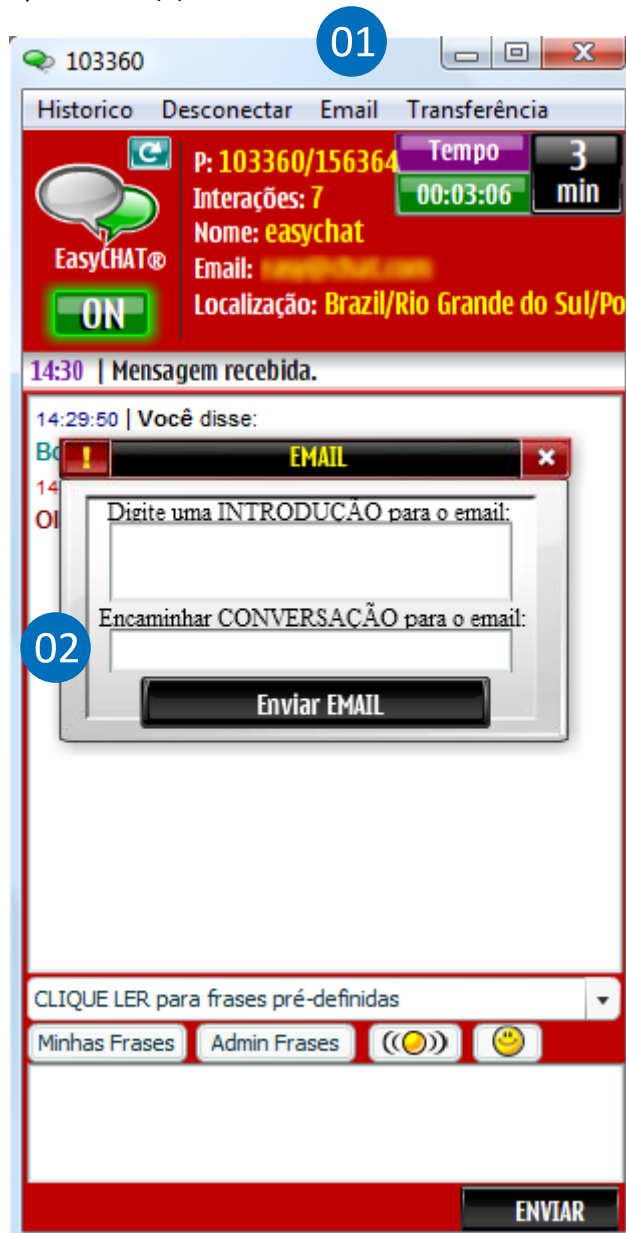 01
103360
Historico Desconectar Email Transferência
P: 103360/156364
Tempo
3
min
Interações: 7
00:03:06
Nome: easychat
EasyCHAT®
Email:
ON
Localização: Brazil/Rio Grande do Sul/Po
14:30 | Mensagem recebida.
14:29:50 | Você disse:
Bo
! EMAIL
14
Ol
Digite uma INTRODUÇÃO para o email:
Encaminhar CONVERSAÇÃO para o email:
02
Enviar EMAIL
CLIQUE LER para frases pré-definidas
Minhas Frases Admin Frases
ENVIAR